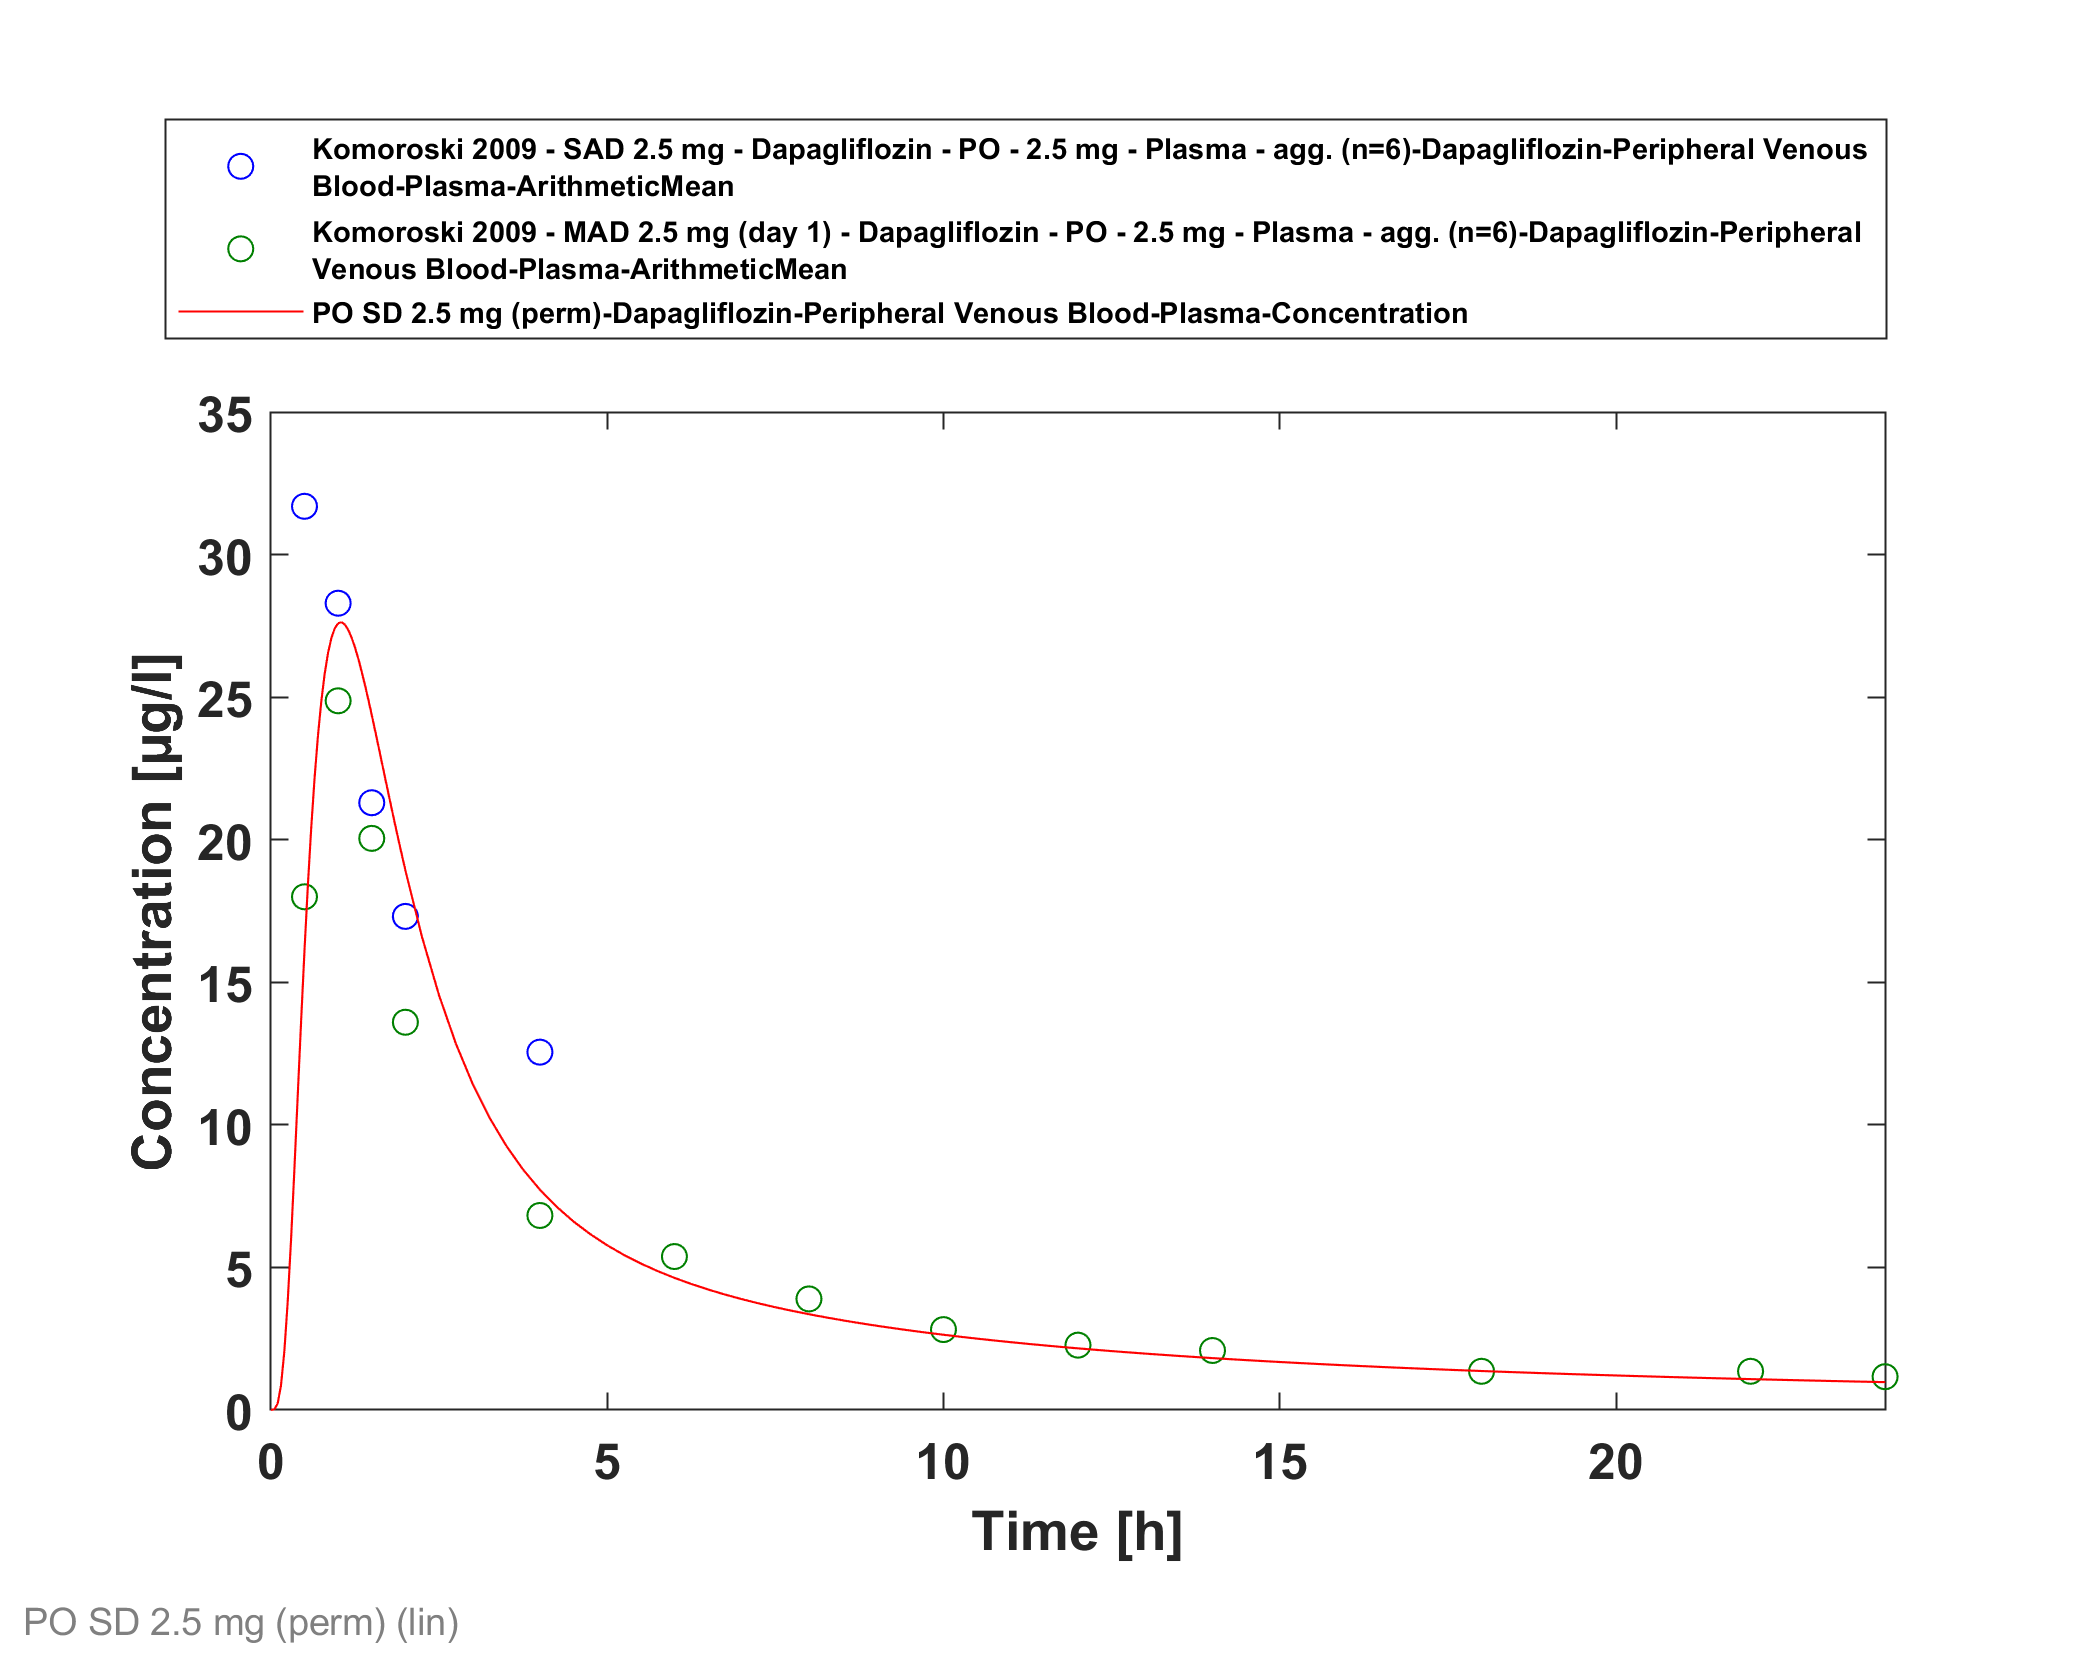 Komoroski 2009 - SAD 2.5 mg - Dapagliflozin - PO - 2.5 mg - Plasma - agg. (n=6)-Dapagliflozin-Peripheral Venous
Blood-Plasma-ArithmeticMean
Komoroski 2009 - MAD 2.5 mg (day 1) - Dapagliflozin - PO - 2.5 mg - Plasma - agg. (n=6)-Dapagliflozin-Peripheral
Venous Blood-Plasma-ArithmeticMean
PO SD 2.5 mg (perm)-Dapagliflozin-Peripheral Venous Blood-Plasma-Concentration
35
30
25
20
15
10
5
0
Concentration [µg/l]
0 5 10 15 20
Time [h]
PO SD 2.5 mg (perm) (lin)